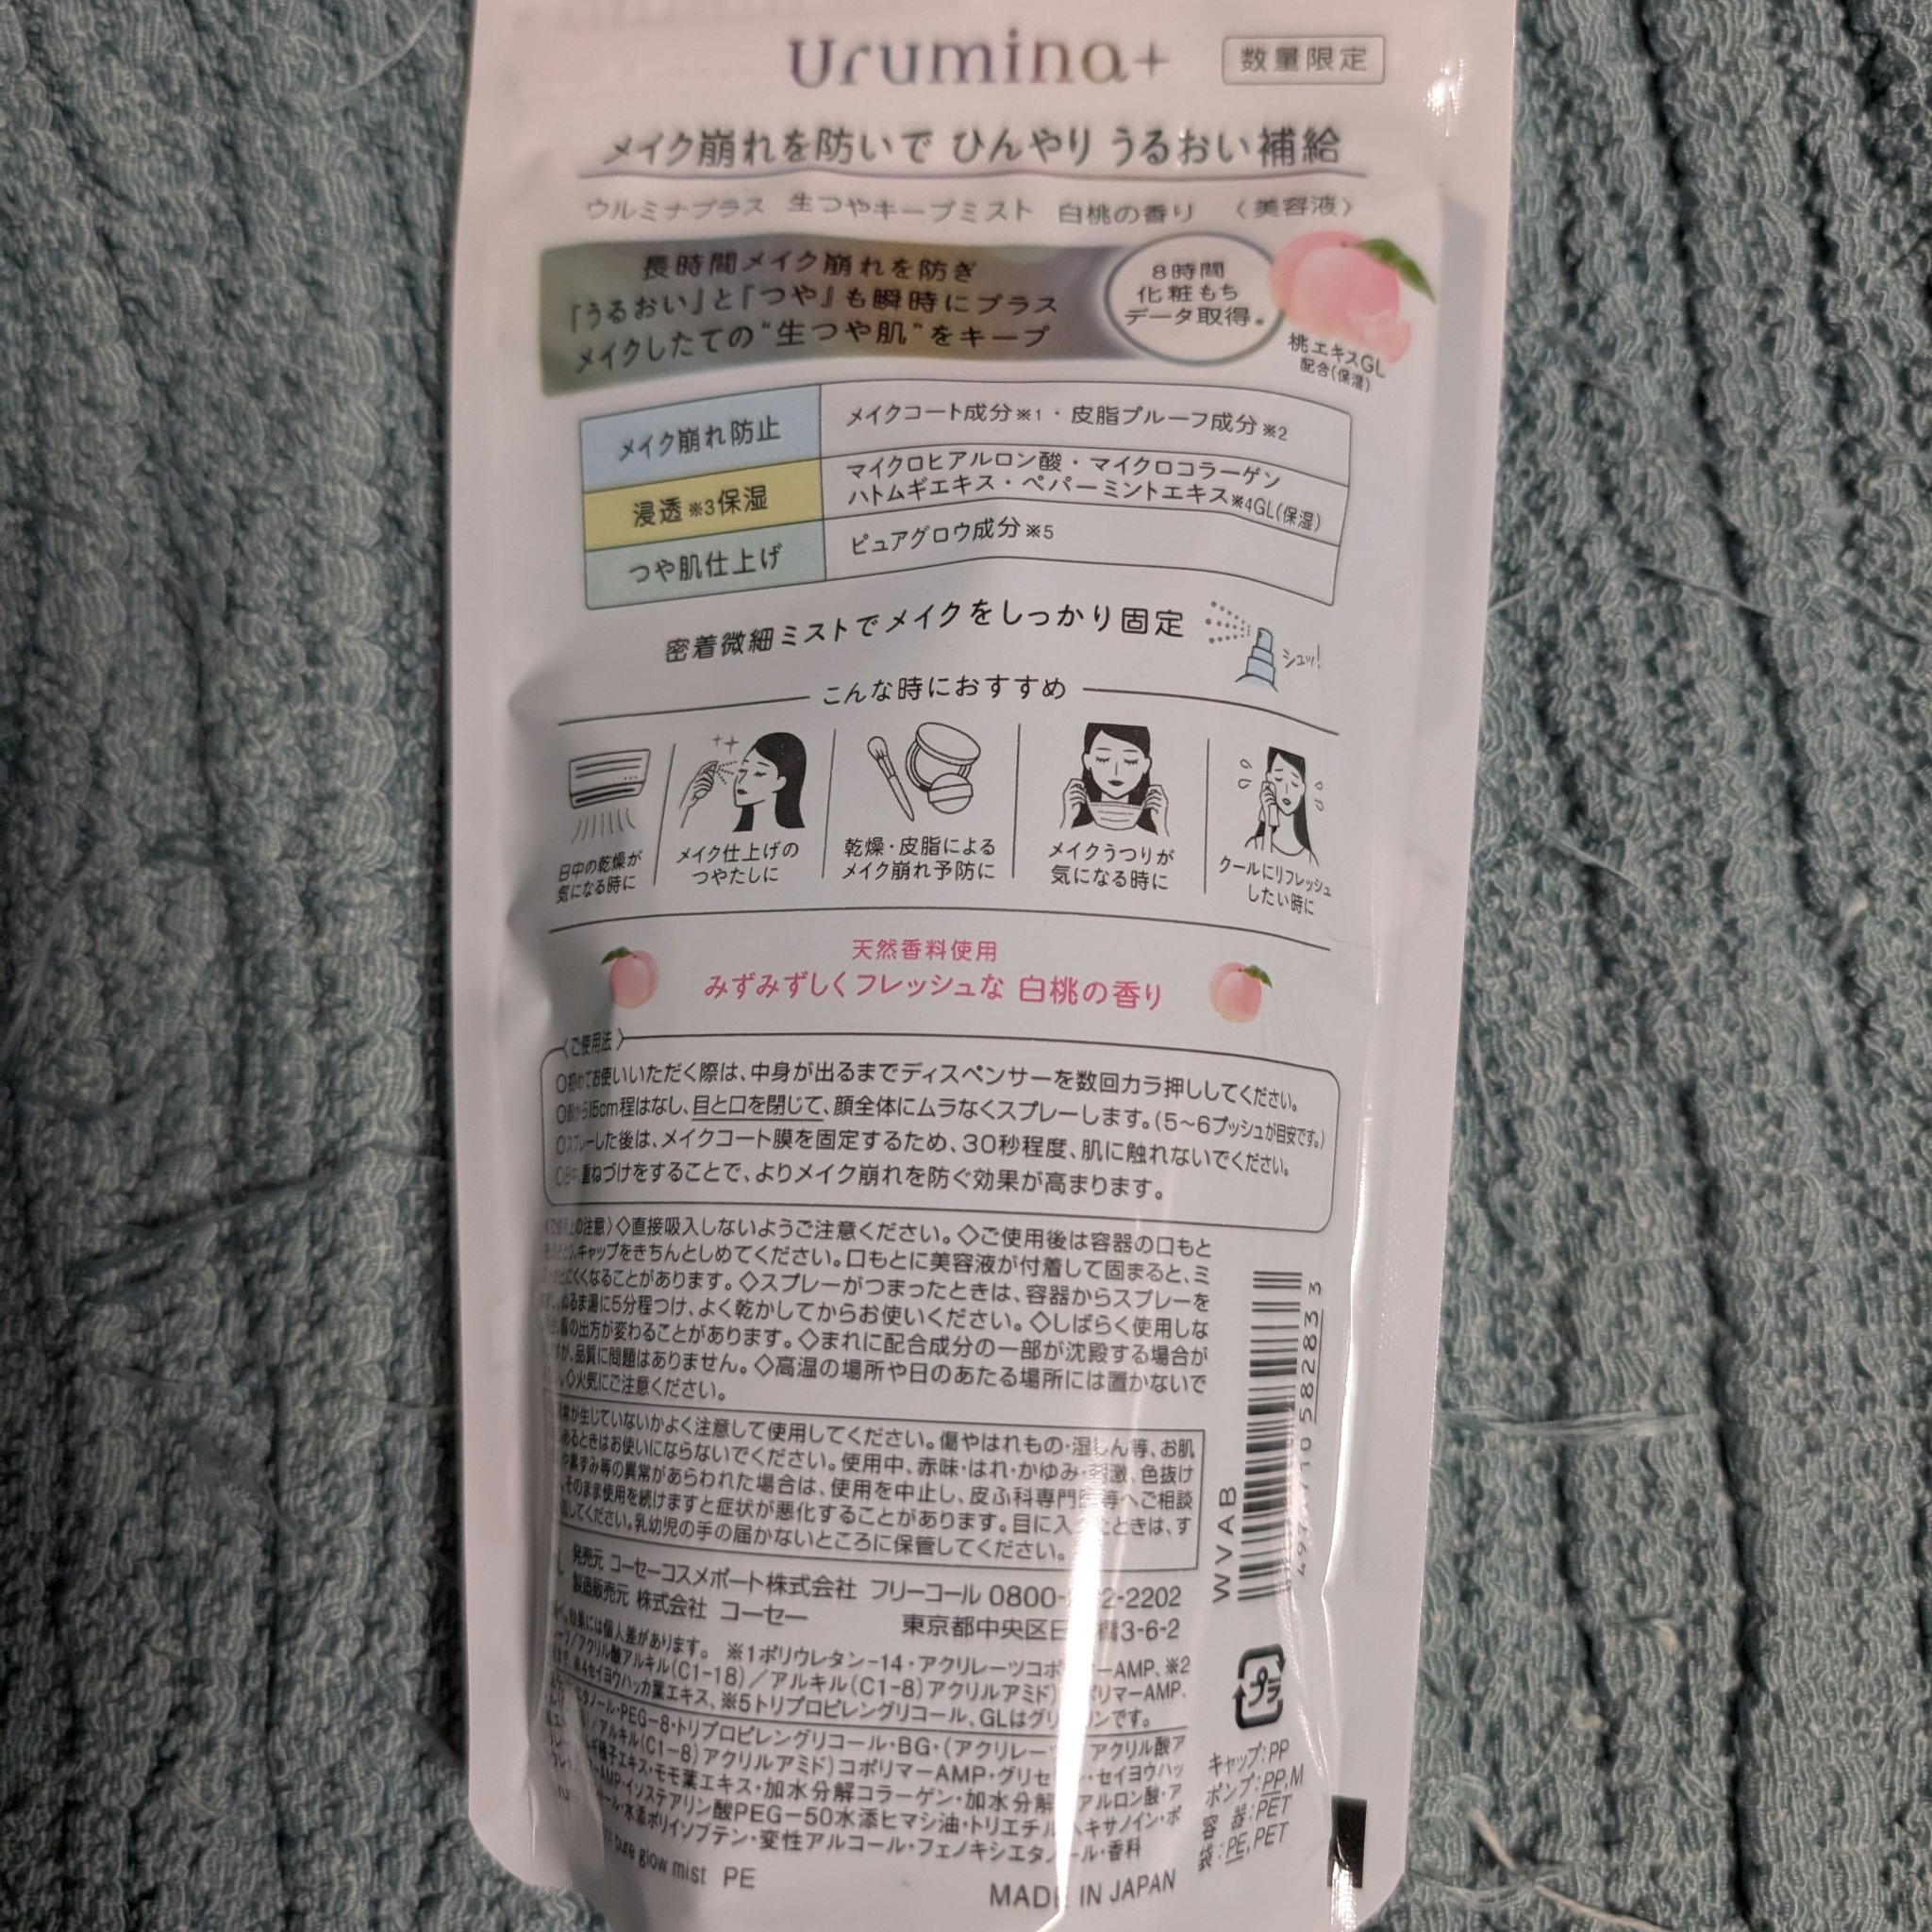 Urumina+
数量限定
メイク崩れを防いで ひんやり うるおい補給
ウルミナプラス 生つやキープミスト 白桃の香り 〈美容液〉
長時間メイク崩れを防ぎ
『うるおい』と『つや』も瞬時にプラス
メイクしたての"生つや肌"をキープ
8時間
化粧もち
データ取得*
桃エキスGL
配合(保湿)
メイク崩れ防止
メイクコート成分※1・皮脂プルーフ成分※2
浸透※3保湿
マイクロヒアルロン酸・マイクロコラーゲン
ハトムギエキス・ペパーミントエキス※4GL(保湿)
つや肌仕上げ
ピュアグロウ成分※5
密着微細ミストでメイクをしっかり固定
シュッ!
こんな時におすすめ
日中の乾燥が
気になる時に
メイク仕上げの
つやたしに
乾燥・皮脂による
メイク崩れ予防に
メイクうつりが
気になる時に
クールにリフレッシュ
したい時に
天然香料使用
みずみずしくフレッシュな 白桃の香り
〈ご使用法〉
○初めてお使いいただく際は、中身が出るまでディスペンサーを数回カラ押ししてください。
○顔から15cm程はなし、目と口を閉じて、顔全体にムラなくスプレーします。(5～6プッシュが目安です。)
○スプレーした後は、メイクコート膜を固定するため、30秒程度、肌に触れないでください。
○日中、重ねづけをすることで、よりメイク崩れを防ぐ効果が高まります。
上の注意〉◇直接吸入しないようご注意ください。◇ご使用後は容器の口もと
キャップをきちんとしめてください。口もとに美容液が付着して固まると、ミ
にくくなることがあります。◇スプレーがつまったときは、容器からスプレーを
ぬるま湯に5分程つけ、よく乾かしてからお使いください。◇しばらく使用しな
の出方が変わることがあります。◇まれに配合成分の一部が沈殿する場合が
が、品質に問題はありません。◇高温の場所や日のあたる場所には置かないで
◇火気にご注意ください。
が生じていないかよく注意して使用してください。傷やはれもの・湿しん等、お肌
あるときはお使いにならないでください。使用中、赤味・はれ・かゆみ・刺激、色抜け
や黒ずみ等の異常があらわれた場合は、使用を中止し、皮ふ科専門医等へご相談
そのまま使用を続けますと症状が悪化することがあります。目に入ったときは、す
してください。乳幼児の手の届かないところに保管してください。
発売元 コーセーコスメポート株式会社 フリーコール 0800- 2-2202
製造販売元 株式会社 コーセー 東京都中央区日 3-6-2
効果には個人差があります。 ※1ポリウレタン-14・アクリレーツコポ ーAMP、※2
ーツ/アクリル酸アルキル(C1-18)/アルキル(C1-8)アクリルアミド) ポリマーAMP、
※4セイヨウハッカ葉エキス、※5トリプロピレングリコール、GLはグリ リンです。
ノール・PEG-8・トリプロピレングリコール・BG・(アクリレー アクリル酸ア
/アルキル(C1-8)アクリルアミド)コポリマーAMP・グリセ ・セイヨウハッ
種子エキス・モモ葉エキス・加水分解コラーゲン・加水分解 アルロン酸・ア
ーAMP・イソステアリン酸PEG-50水添ヒマシ油・トリエチルヘキサノイン・ポ
ール・水添ポリイソブテン・変性アルコール・フェノキシエタノール・香料
pure glow mist PE
MADE IN JAPAN
WVAB
582833
プラ
キャップ:PP
ポンプ:PP,M
容 器:PET
袋:PE,PET